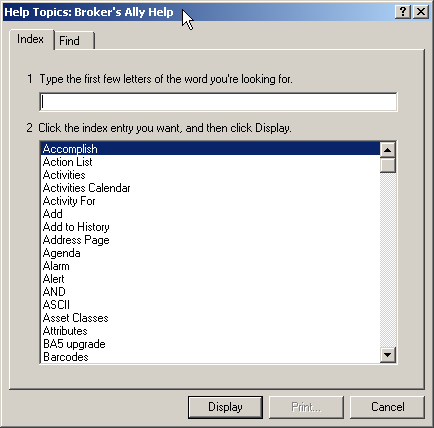 Help Topics: Broker's Ally Help
Index Find
1 Type the first few letters of the word you're looking for.
2 Click the index entry you want, and then click Display.
Accomplish
Action List
Activities
Activities Calendar
Activity For
Add
Add to History
Address Page
Agenda
Alarm
Alert
AND
ASCII
Asset Classes
Attributes
BA5 upgrade
Barcodes
Display Print... Cancel